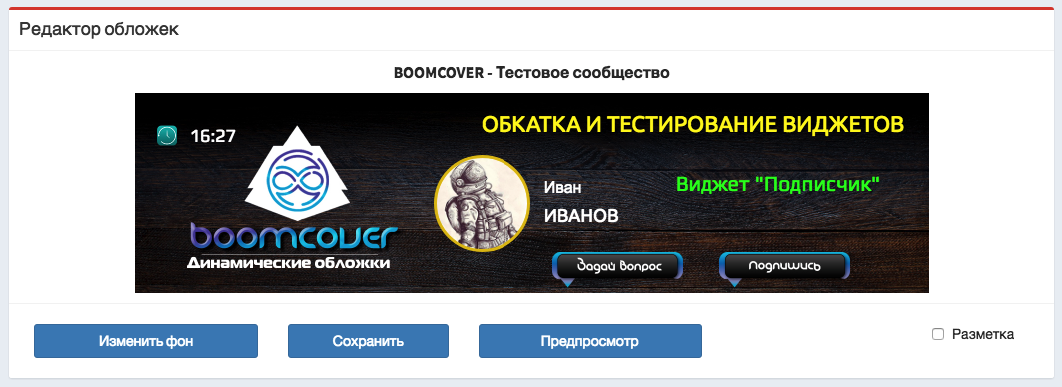 Редактор обложек
BOOMCOVER - Тестовое сообщество
16:27
ОБКАТКА И ТЕСТИРОВАНИЕ ВИДЖЕТОВ
Иван
ИВАНОВ
Виджет "Подписчик"
boomcover
Динамические обложки
Задай вопрос
Подпишись
Изменить фон
Сохранить
Предпросмотр
Разметка